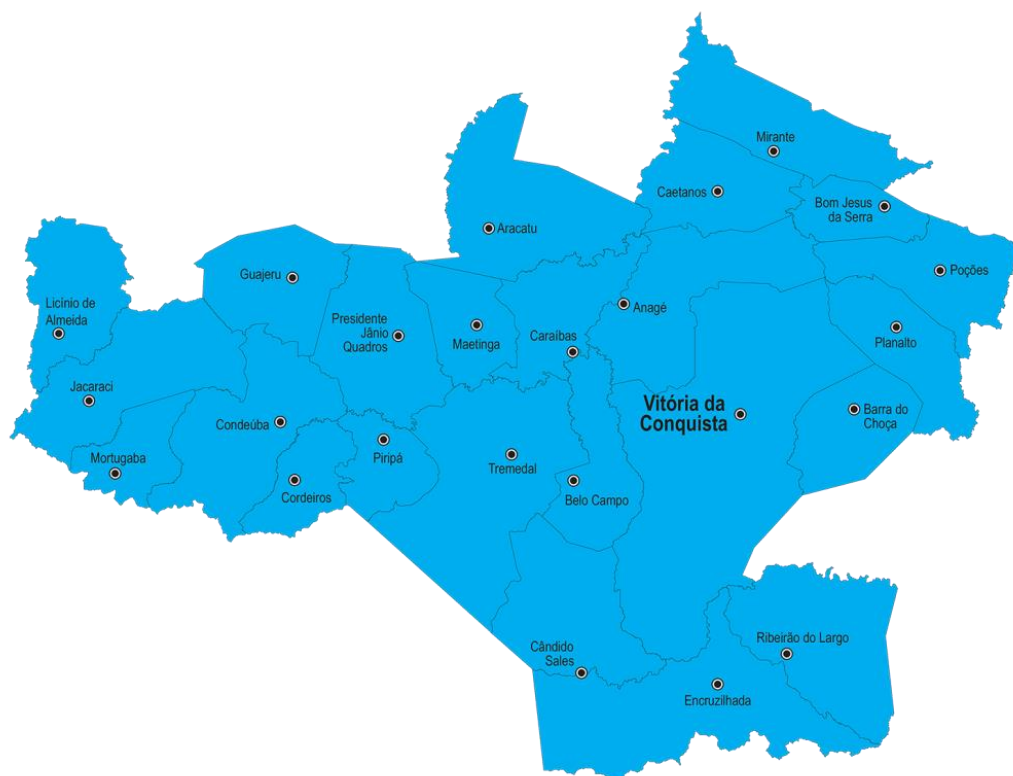 Mirante
Caetanos
Bom Jesus
da Serra
Aracatu
Poções
Guajeru
Licínio de
Almeida
Anagé
Presidente
Jânio
Quadros
Maetinga
Caraíbas
Planalto
Jacaraci
Vitória da
Conquista
Barra do
Choça
Condeúba
Mortugaba
Piripá
Tremedal
Cordeiros
Belo Campo
Ribeirão do Largo
Cândido
Sales
Encruzilhada